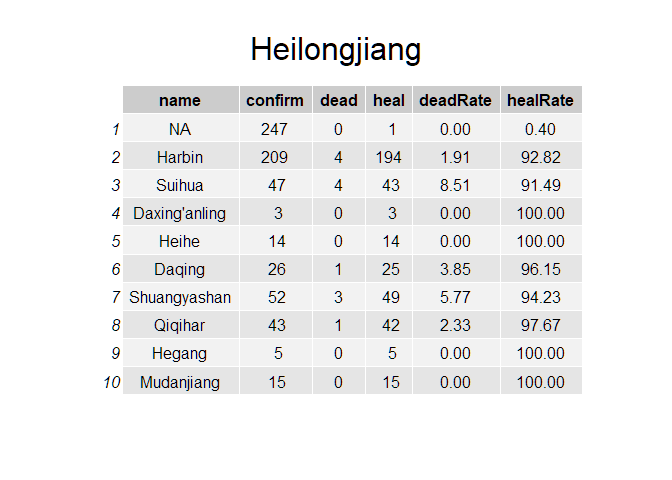 Heilongjiang
name confirm dead heal deadRate healRate
1 NA 247 0 1 0.00 0.40
2 Harbin 209 4 194 1.91 92.82
3 Suihua 47 4 43 8.51 91.49
4 Daxing'anling 3 0 3 0.00 100.00
5 Heihe 14 0 14 0.00 100.00
6 Daqing 26 1 25 3.85 96.15
7 Shuangyashan 52 3 49 5.77 94.23
8 Qiqihar 43 1 42 2.33 97.67
9 Hegang 5 0 5 0.00 100.00
10 Mudanjiang 15 0 15 0.00 100.00